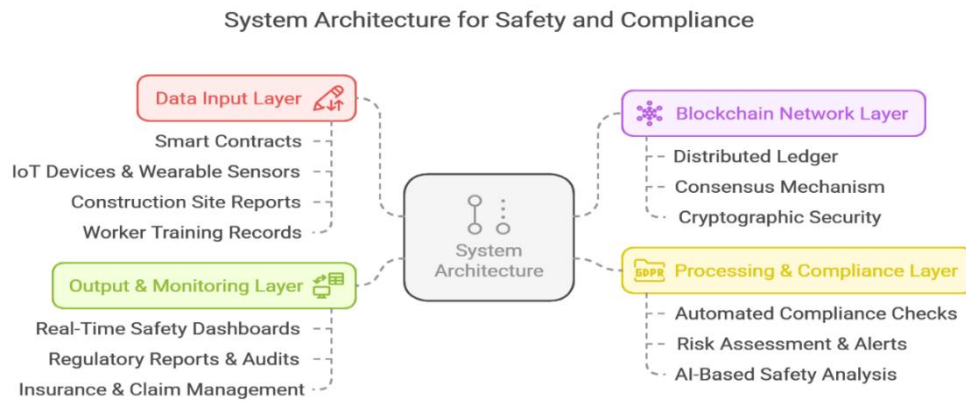 System Architecture for Safety and Compliance
Data Input Layer
Smart Contracts
IoT Devices & Wearable Sensors
Construction Site Reports
Worker Training Records
Output & Monitoring Layer
Real-Time Safety Dashboards
Regulatory Reports & Audits
Insurance & Claim Management
System
Architecture
Blockchain Network Layer
Distributed Ledger
Consensus Mechanism
Cryptographic Security
GDPR
Processing & Compliance Layer
Automated Compliance Checks
Risk Assessment & Alerts
AI-Based Safety Analysis